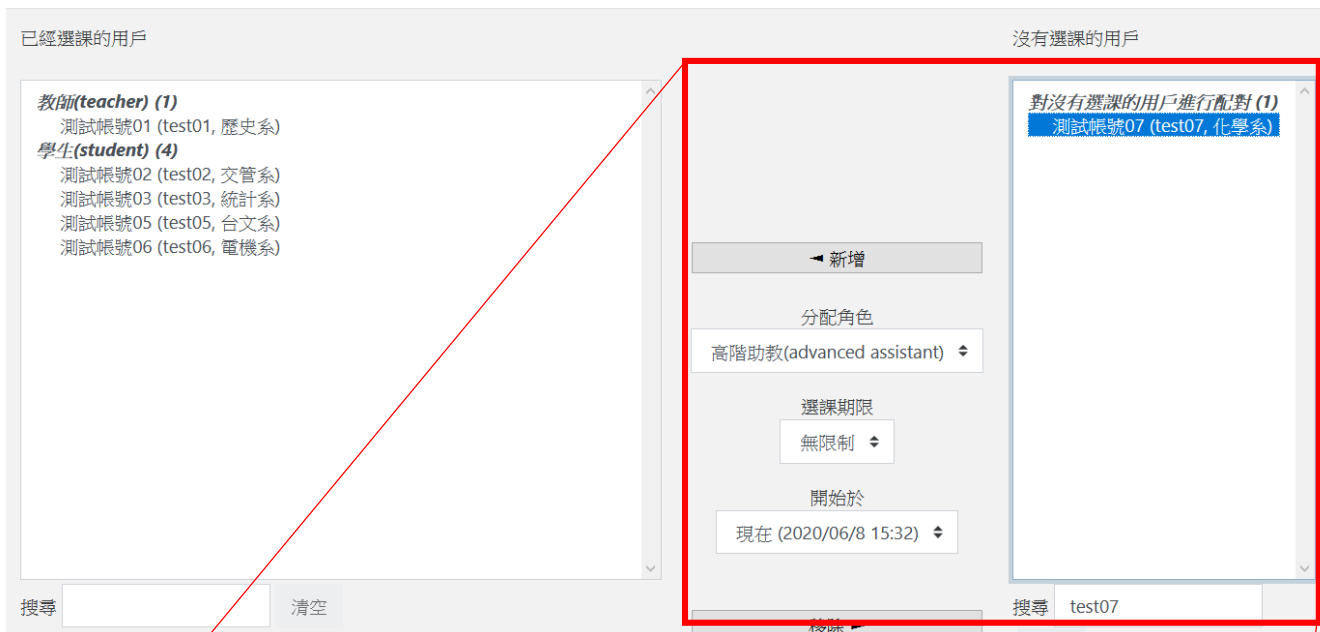 已經選課的用戶
教師(teacher) (1)
測試帳號01 (test01, 歷史系)
學生(student) (4)
測試帳號02 (test02, 交管系)
測試帳號03 (test03, 統計系)
測試帳號05 (test05, 台文系)
測試帳號06 (test06, 電機系)
搜尋
清空
◄ 新增
分配角色
高階助教(advanced assistant)
選課期限
無限制
開始於
現在 (2020/06/8 15:32)
移除 ►
沒有選課的用戶
對沒有選課的用戶進行配對 (1)
測試帳號07 (test07, 化學系)
搜尋 test07